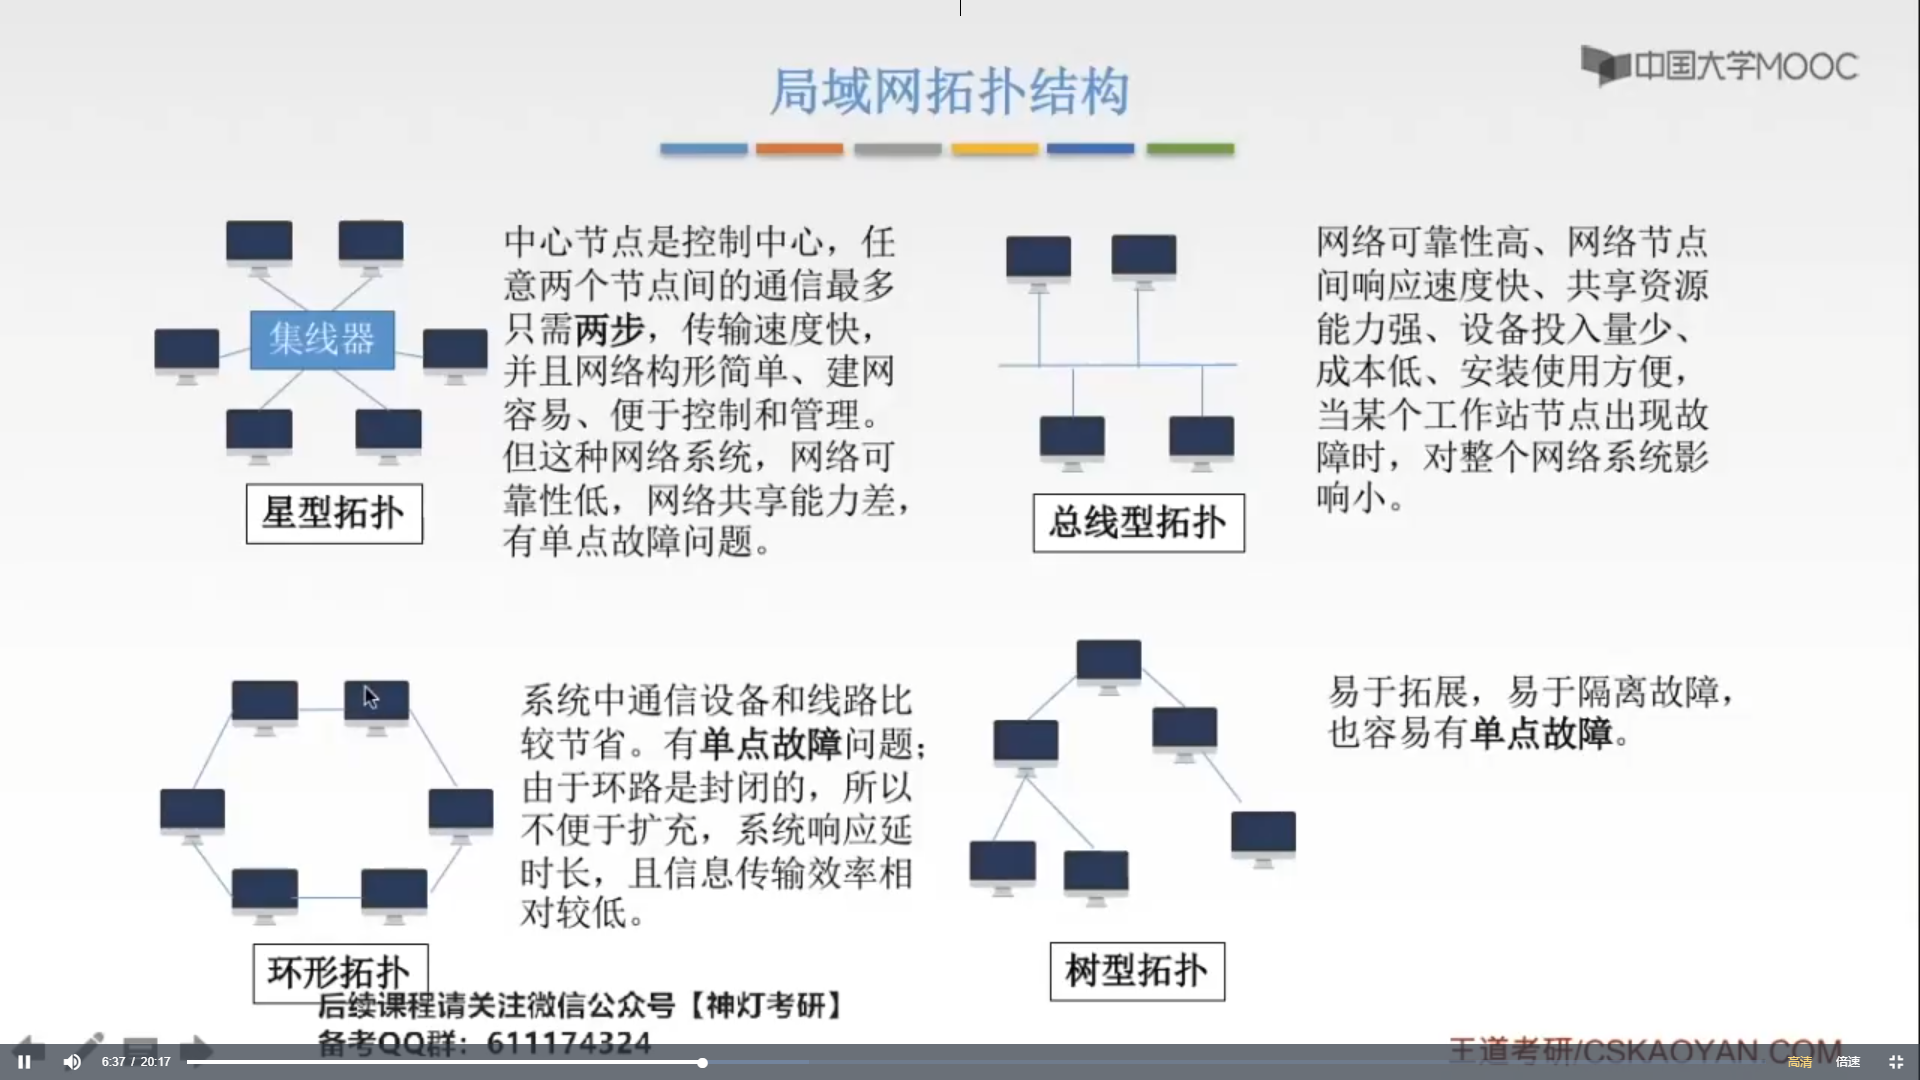 中国大学MOOC
局域网拓扑结构
集线器
星型拓扑
中心节点是控制中心，任
意两个节点间的通信最多
只需两步，传输速度快，
并且网络构形简单、建网
容易、便于控制和管理。
但这种网络系统，网络可
靠性低，网络共享能力差，
有单点故障问题。
总线型拓扑
网络可靠性高、网络节点
间响应速度快、共享资源
能力强、设备投入量少、
成本低、安装使用方便，
当某个工作站节点出现故
障时，对整个网络系统影
响小。
环形拓扑
系统中通信设备和线路比
较节省。有单点故障问题；
由于环路是封闭的，所以
不便于扩充，系统响应延
时长，且信息传输效率相
对较低。
树型拓扑
易于拓展，易于隔离故障，
也容易有单点故障。
后续课程请关注微信公众号【神灯考研】
备考QQ群：611174324
王道考研/CSKAOYAN.COM
6:37 / 20:17
高清
倍速